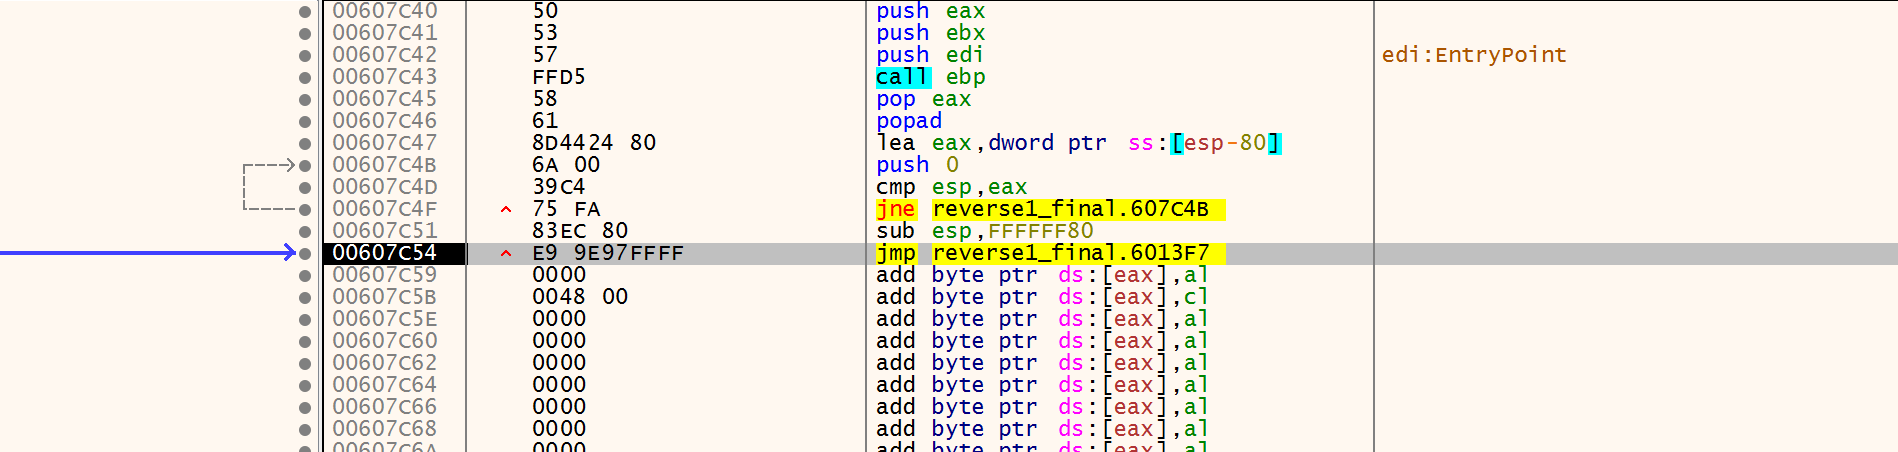 00607C40 50 push eax
00607C41 53 push ebx
00607C42 57 push edi edi:EntryPoint
00607C43 FFD5 call ebp
00607C45 58 pop eax
00607C46 61 popad
00607C47 8D4424 80 lea eax,dword ptr ss:[esp-80]
00607C4B 6A 00 push 0
00607C4D 39C4 cmp esp,eax
00607C4F ^ 75 FA jne reverse1_final.607C4B
00607C51 83EC 80 sub esp,FFFFFF80
00607C54 ^ E9 9E97FFFF jmp reverse1_final.6013F7
00607C59 0000 add byte ptr ds:[eax],al
00607C5B 0048 00 add byte ptr ds:[eax],cl
00607C5E 0000 add byte ptr ds:[eax],al
00607C60 0000 add byte ptr ds:[eax],al
00607C62 0000 add byte ptr ds:[eax],al
00607C64 0000 add byte ptr ds:[eax],al
00607C66 0000 add byte ptr ds:[eax],al
00607C68 0000 add byte ptr ds:[eax],al
00607C6A 0000 add byte ptr ds:[eax],al